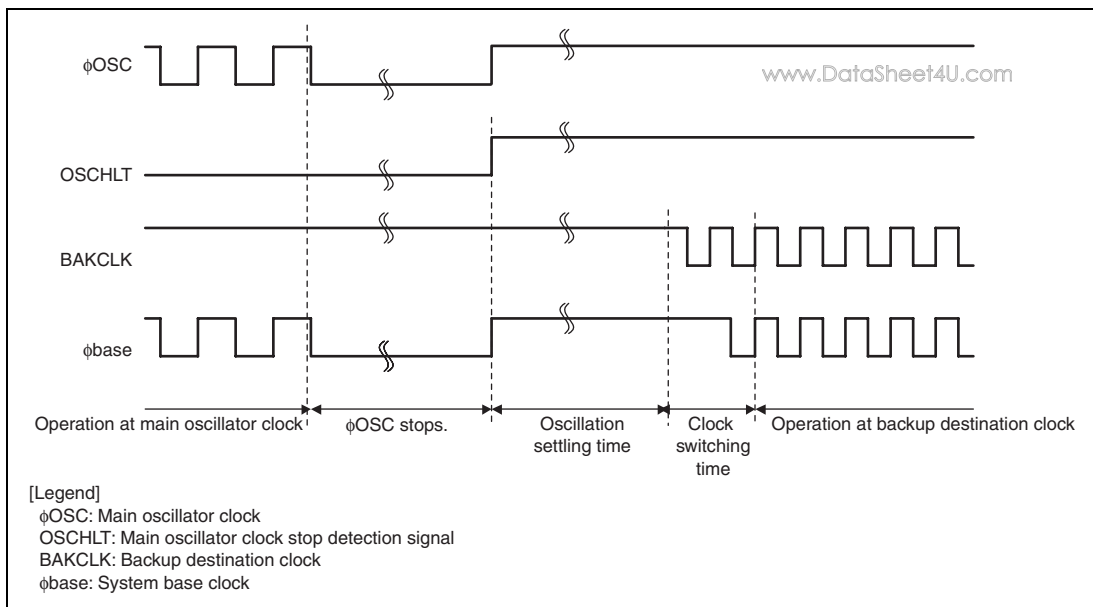 φOSC
www.DataSheet4U.com
OSCHLT
BAKCLK
φbase
Operation at main oscillator clock
φOSC stops.
Oscillation
settling time
Clock
switching
time
Operation at backup destination clock
[Legend]
φOSC: Main oscillator clock
OSCHLT: Main oscillator clock stop detection signal
BAKCLK: Backup destination clock
φbase: System base clock